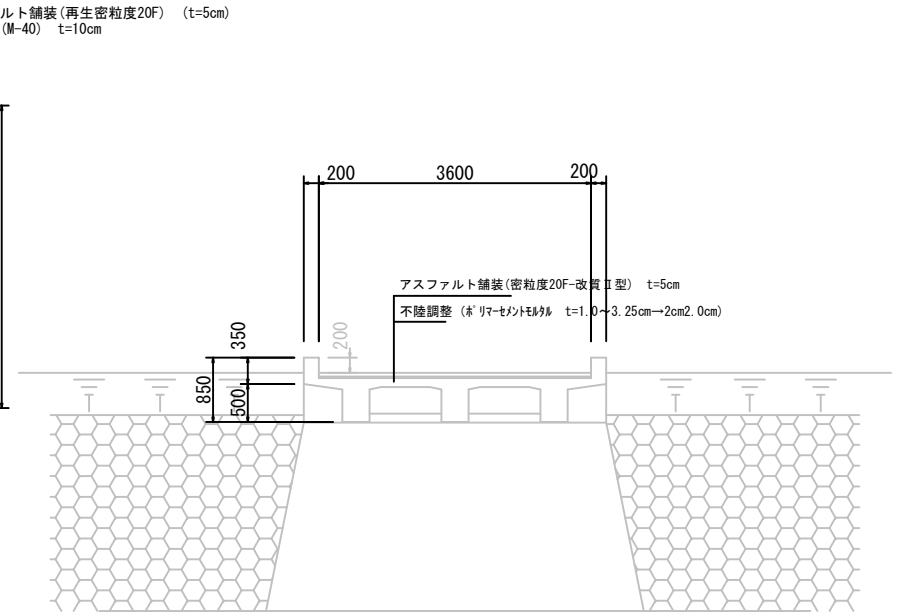 ルト舗装(再生密粒度20F) (t=5cm)
(M-40) t=10cm
200 3600 200
アスファルト舗装(密粒度20F-改質Ⅱ型) t=5cm
不陸調整 (ﾎﾟﾘﾏｰｾﾒﾝﾄﾓﾙﾀﾙ t=1.0~3.25cm→2cm2.0cm)
350
200
850
500